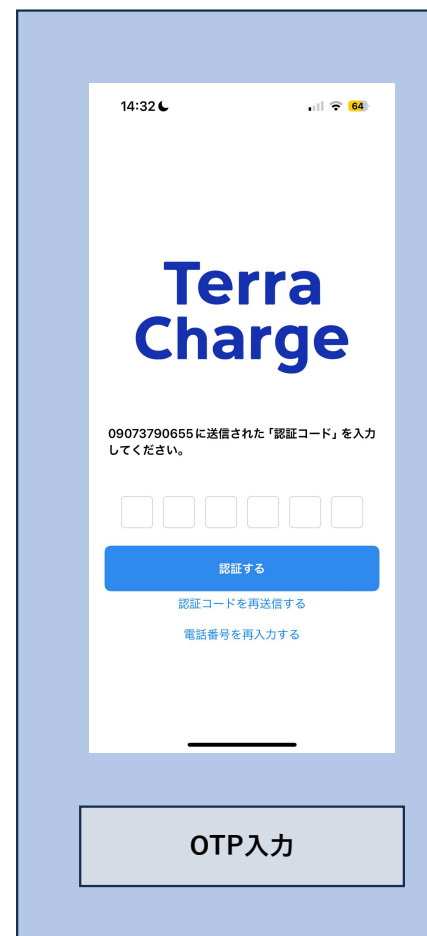 14:32
64
Terra
Charge
09073790655に送信された「認証コード」を入力
してください。
認証する
認証コードを再送信する
電話番号を再入力する
OTP入力